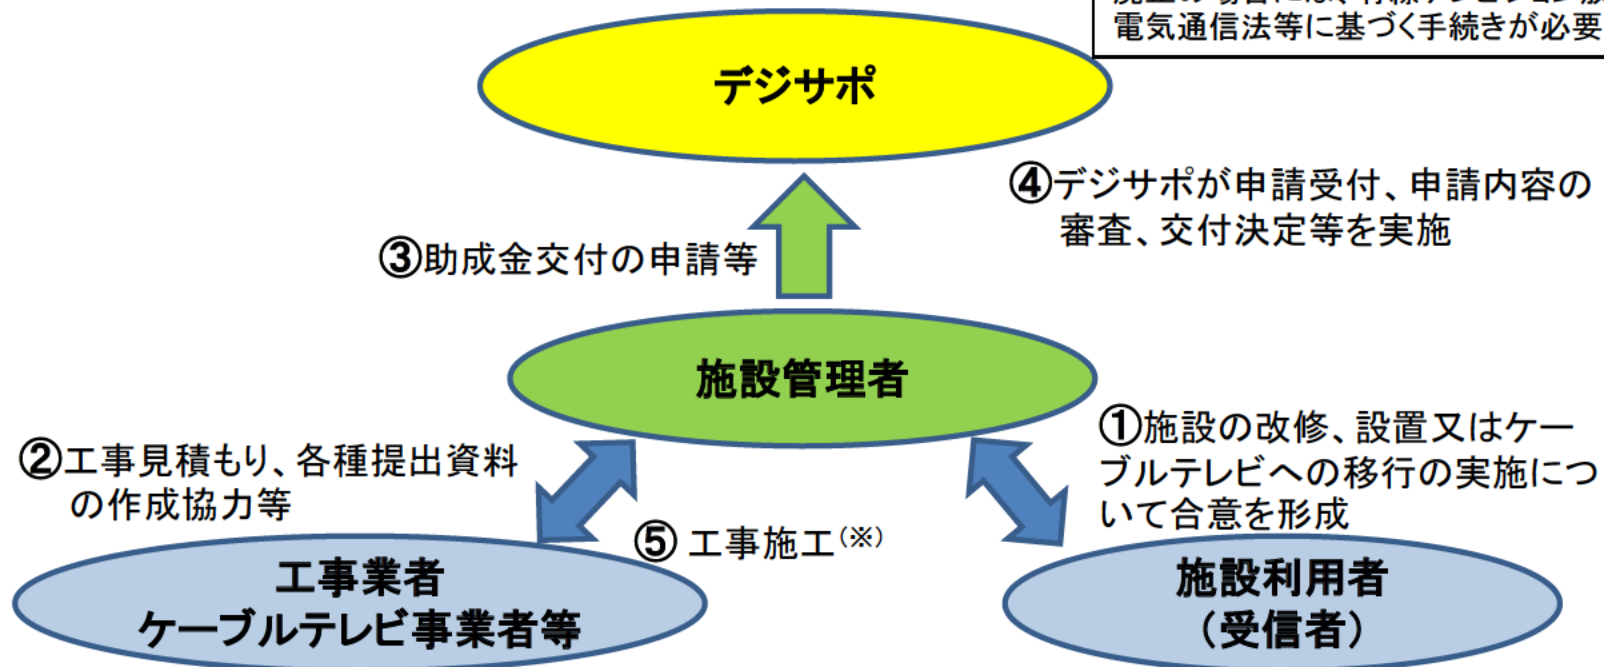 電気通信法等に基づく手続きが必要
デジサポ
④デジサポが申請受付、申請内容の
審査、交付決定等を実施
③助成金交付の申請等
施設管理者
①施設の改修、設置又はケー
ブルテレビへの移行の実施につ
いて合意を形成
②工事見積もり、各種提出資料
の作成協力等
⑤ 工事施工(※)
工事業者
ケーブルテレビ事業者等
施設利用者
（受信者）